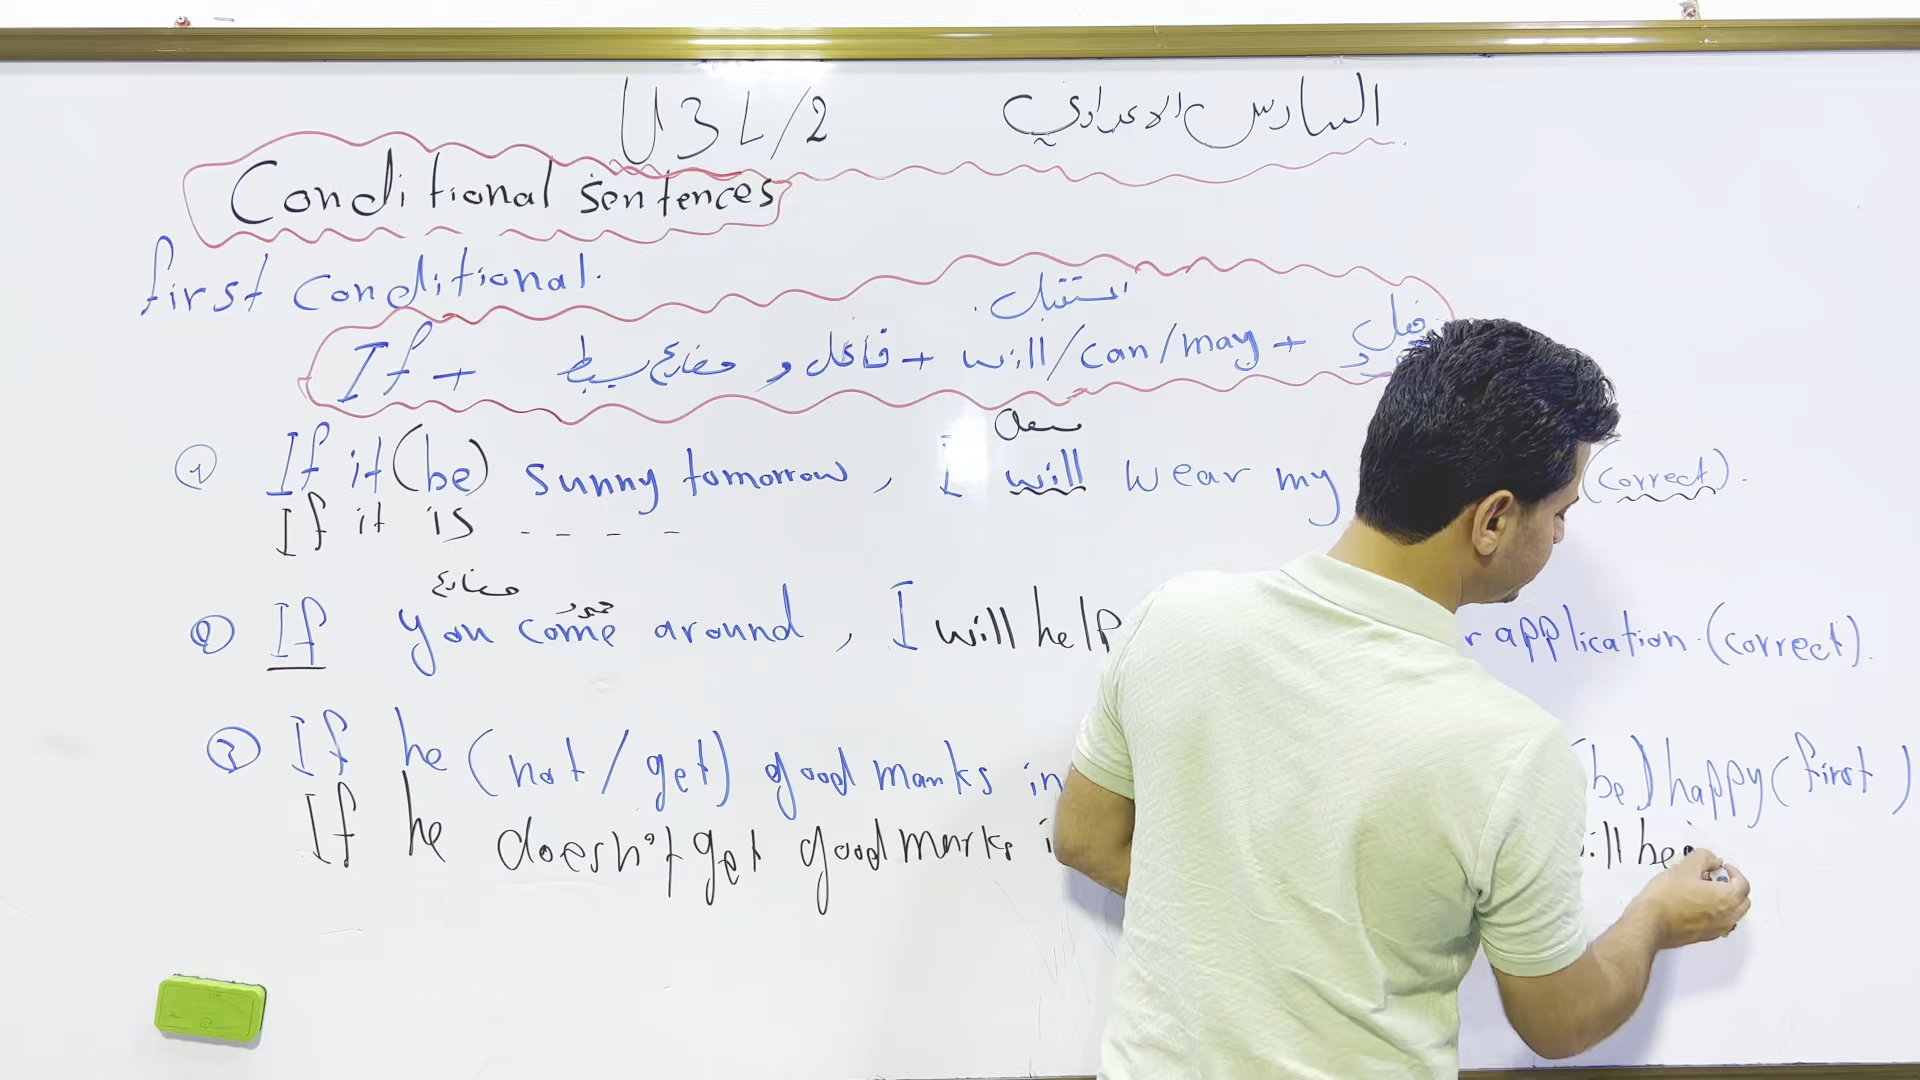 U3 L/2 السادس الاعدادي
Conditional sentences
first conditional.
مستقبل
If + فاعل و مضارع بسيط , + will/can/may + فعل
① If it (be) sunny tomorrow, I will wear my (correct).
If it is - - - -
مضارع مجرد
② If you come around, I will help r application. (correct).
③ If he (not/get) good marks in (be) happy (first)
If he doesn't get good marks i ill be